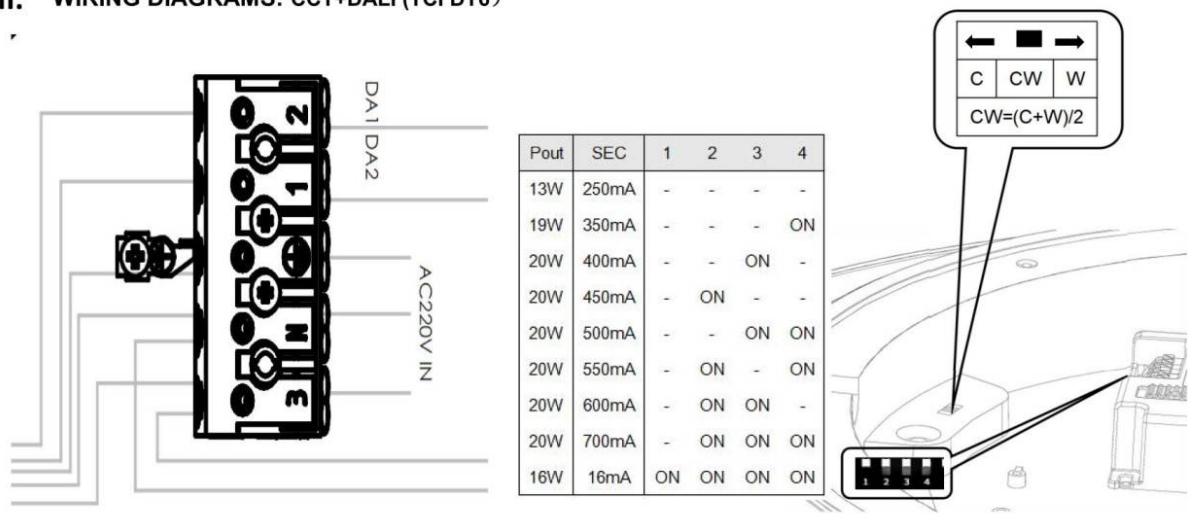 WIRING DIAGRAMS: CCT+DALI (TCI DT6）
DA1 DA2
AC220V IN
2
1
N
3
Pout SEC 1 2 3 4
13W 250mA - - - -
19W 350mA - - - ON
20W 400mA - - ON -
20W 450mA - ON - -
20W 500mA - - ON ON
20W 550mA - ON - ON
20W 600mA - ON ON -
20W 700mA - ON ON ON
16W 16mA ON ON ON ON
C CW W
CW=(C+W)/2
1 2 3 4